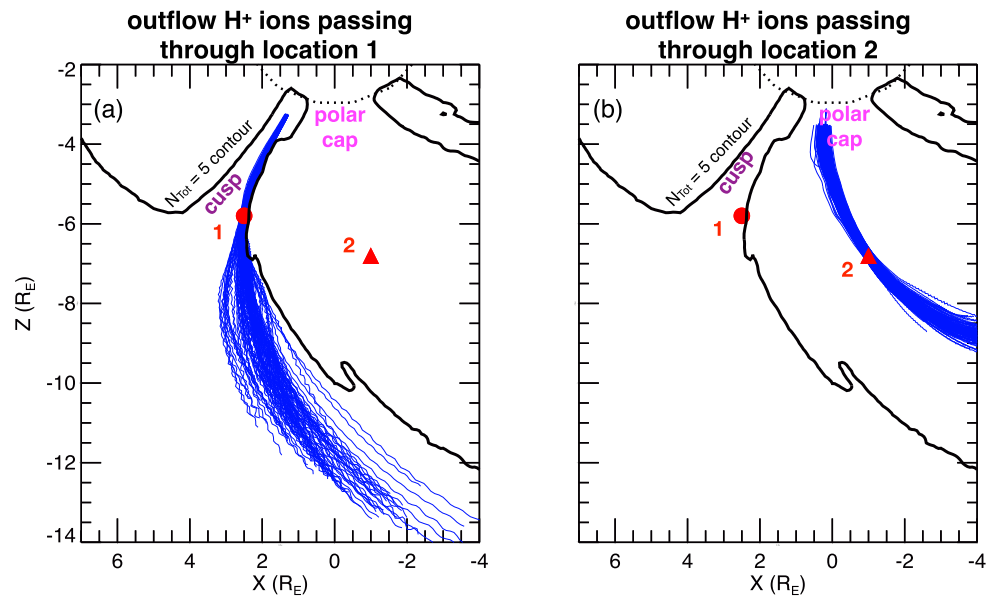 outflow H⁺ ions passing
through location 1
(a)
polar
cap
N_Tot = 5 contour
cusp
1
2
Z (R_E)
-2
-4
-6
-8
-10
-12
-14
6
4
2
0
-2
-4
X (R_E)
outflow H⁺ ions passing
through location 2
(b)
polar
cap
N_Tot = 5 contour
cusp
1
2
6
4
2
0
-2
-4
X (R_E)